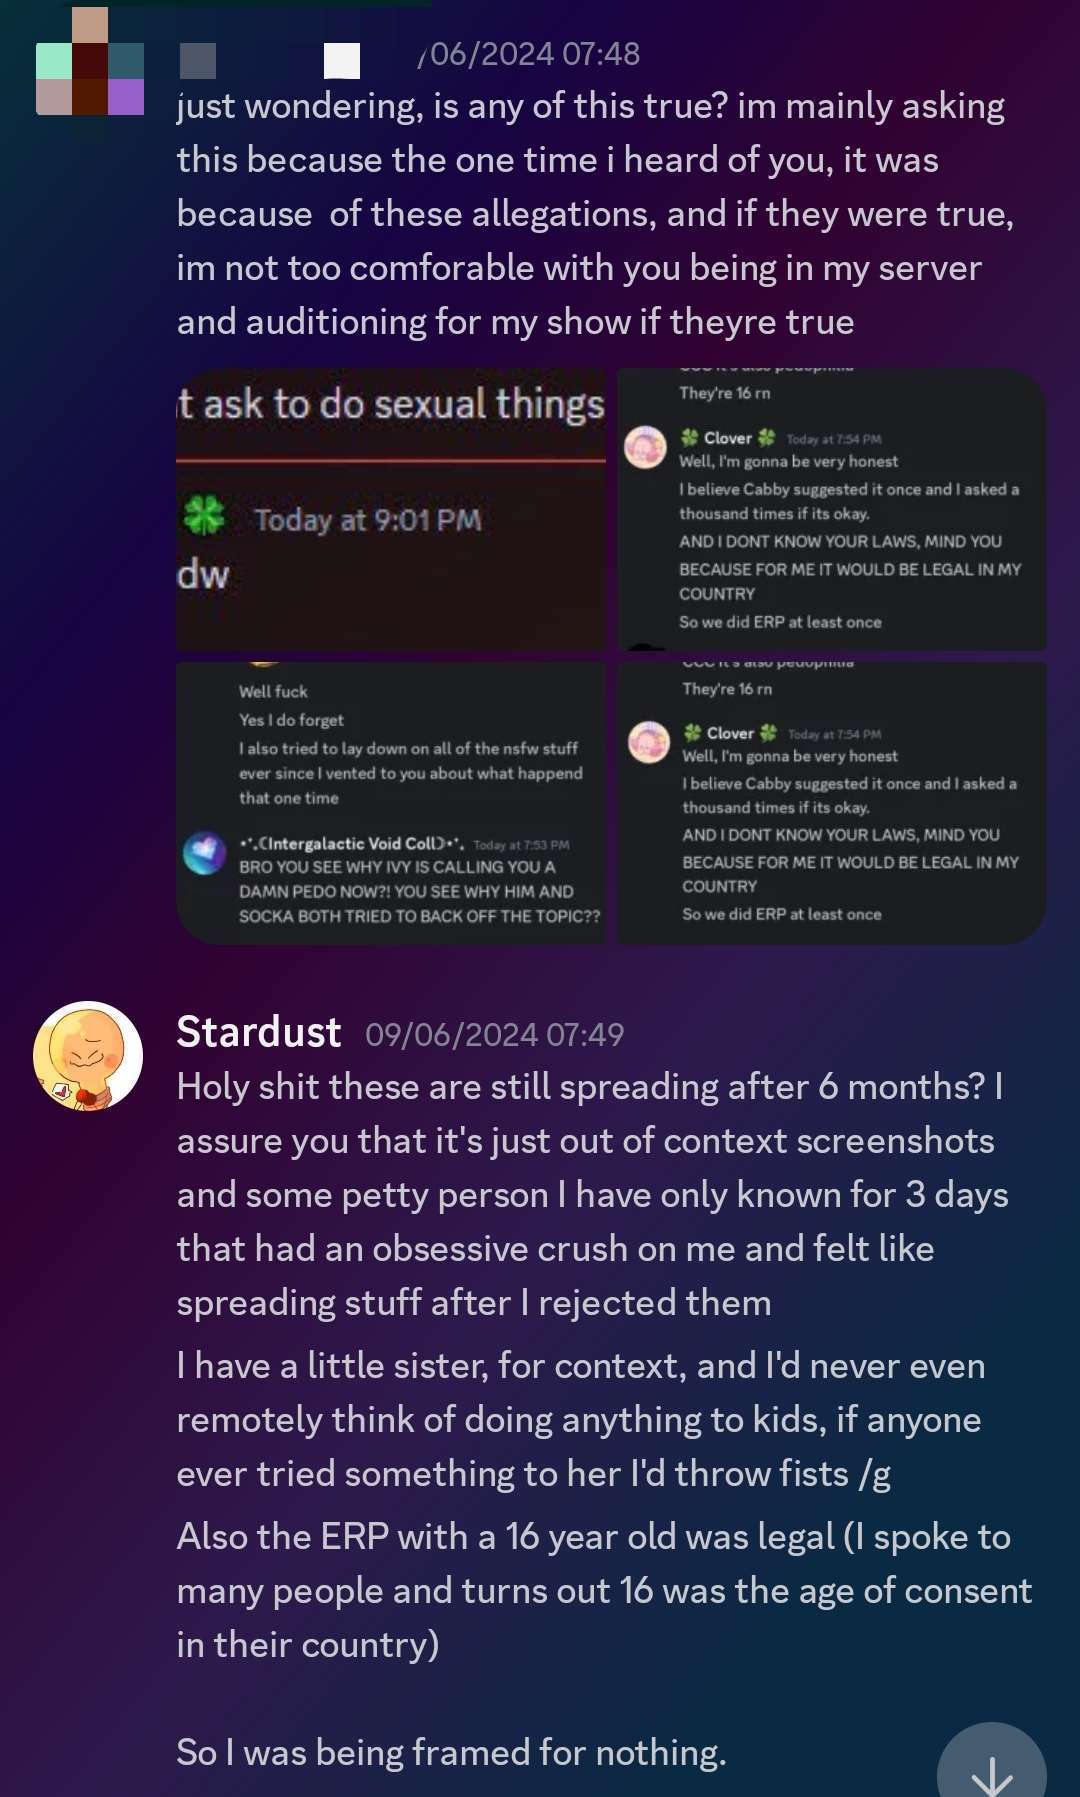 /06/2024 07:48
just wondering, is any of this true? im mainly asking
this because the one time i heard of you, it was
because  of these allegations, and if they were true,
im not too comforable with you being in my server
and auditioning for my show if theyre true
t ask to do sexual things
🍀 Today at 9:01 PM
dw
They're 16 rn
🍀 Clover 🍀 Today at 7:54 PM
Well, I'm gonna be very honest
I believe Cabby suggested it once and I asked a
thousand times if its okay.
AND I DONT KNOW YOUR LAWS, MIND YOU
BECAUSE FOR ME IT WOULD BE LEGAL IN MY
COUNTRY
So we did ERP at least once
Well fuck
Yes I do forget
I also tried to lay down on all of the nsfw stuff
ever since I vented to you about what happend
that one time
⋆⁺₊☾Intergalactic Void Coll☽⋆⁺₊ Today at 7:53 PM
BRO YOU SEE WHY IVY IS CALLING YOU A
DAMN PEDO NOW?! YOU SEE WHY HIM AND
SOCKA BOTH TRIED TO BACK OFF THE TOPIC??
CCC It's also pedophilia
They're 16 rn
🍀 Clover 🍀 Today at 7:54 PM
Well, I'm gonna be very honest
I believe Cabby suggested it once and I asked a
thousand times if its okay.
AND I DONT KNOW YOUR LAWS, MIND YOU
BECAUSE FOR ME IT WOULD BE LEGAL IN MY
COUNTRY
So we did ERP at least once
Stardust 09/06/2024 07:49
Holy shit these are still spreading after 6 months? I
assure you that it's just out of context screenshots
and some petty person I have only known for 3 days
that had an obsessive crush on me and felt like
spreading stuff after I rejected them
I have a little sister, for context, and I'd never even
remotely think of doing anything to kids, if anyone
ever tried something to her I'd throw fists /g
Also the ERP with a 16 year old was legal (I spoke to
many people and turns out 16 was the age of consent
in their country)
So I was being framed for nothing.